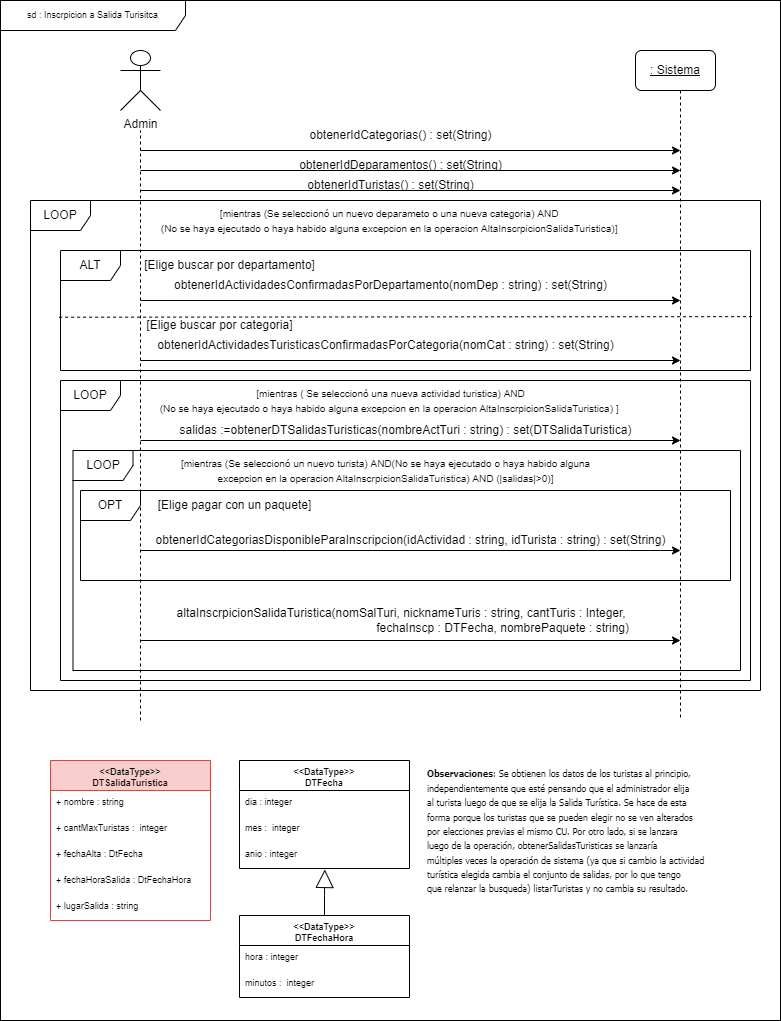 sd : Inscrpicion a Salida Turisitca
Admin
: Sistema
obtenerIdCategorias() : set(String)
obtenerIdDeparamentos() : set(String)
obtenerIdTuristas() : set(String)
LOOP
[mientras (Se seleccionó un nuevo deparameto o una nueva categoria) AND
(No se haya ejecutado o haya habido alguna excepcion en la operacion AltaInscrpicionSalidaTuristica)]
ALT
[Elige buscar por departamento]
obtenerIdActividadesConfirmadasPorDepartamento(nomDep : string) : set(String)
[Elige buscar por categoria]
obtenerIdActividadesTuristicasConfirmadasPorCategoria(nomCat : string) : set(String)
LOOP
[mientras ( Se seleccionó una nueva actividad turistica) AND
(No se haya ejecutado o haya habido alguna excepcion en la operacion AltaInscrpicionSalidaTuristica) ]
salidas :=obtenerDTSalidasTuristicas(nombreActTuri : string) : set(DTSalidaTuristica)
LOOP
[mientras (Se seleccionó un nuevo turista) AND(No se haya ejecutado o haya habido alguna
excepcion en la operacion AltaInscrpicionSalidaTuristica) AND (|salidas|>0)]
OPT
[Elige pagar con un paquete]
obtenerIdCategoriasDisponibleParaInscripcion(idActividad : string, idTurista : string) : set(String)
altaInscrpicionSalidaTuristica(nomSalTuri, nicknameTuris : string, cantTuris : Integer,
fechaInscp : DTFecha, nombrePaquete : string)
<<DataType>>
DTSalidaTuristica
+ nombre : string
+ cantMaxTuristas : integer
+ fechaAlta : DtFecha
+ fechaHoraSalida : DtFechaHora
+ lugarSalida : string
<<DataType>>
DTFecha
dia : integer
mes : integer
anio : integer
<<DataType>>
DTFechaHora
hora : integer
minutos : integer
Observaciones: Se obtienen los datos de los turistas al principio,
independientemente que esté pensando que el administrador elija
al turista luego de que se elija la Salida Turística. Se hace de esta
forma porque los turistas que se pueden elegir no se ven alterados
por elecciones previas el mismo CU. Por otro lado, si se lanzara
luego de la operación, obtenerSalidasTuristicas se lanzaría
múltiples veces la operación de sistema (ya que si cambio la actividad
turística elegida cambia el conjunto de salidas, por lo que tengo
que relanzar la busqueda) listarTuristas y no cambia su resultado.